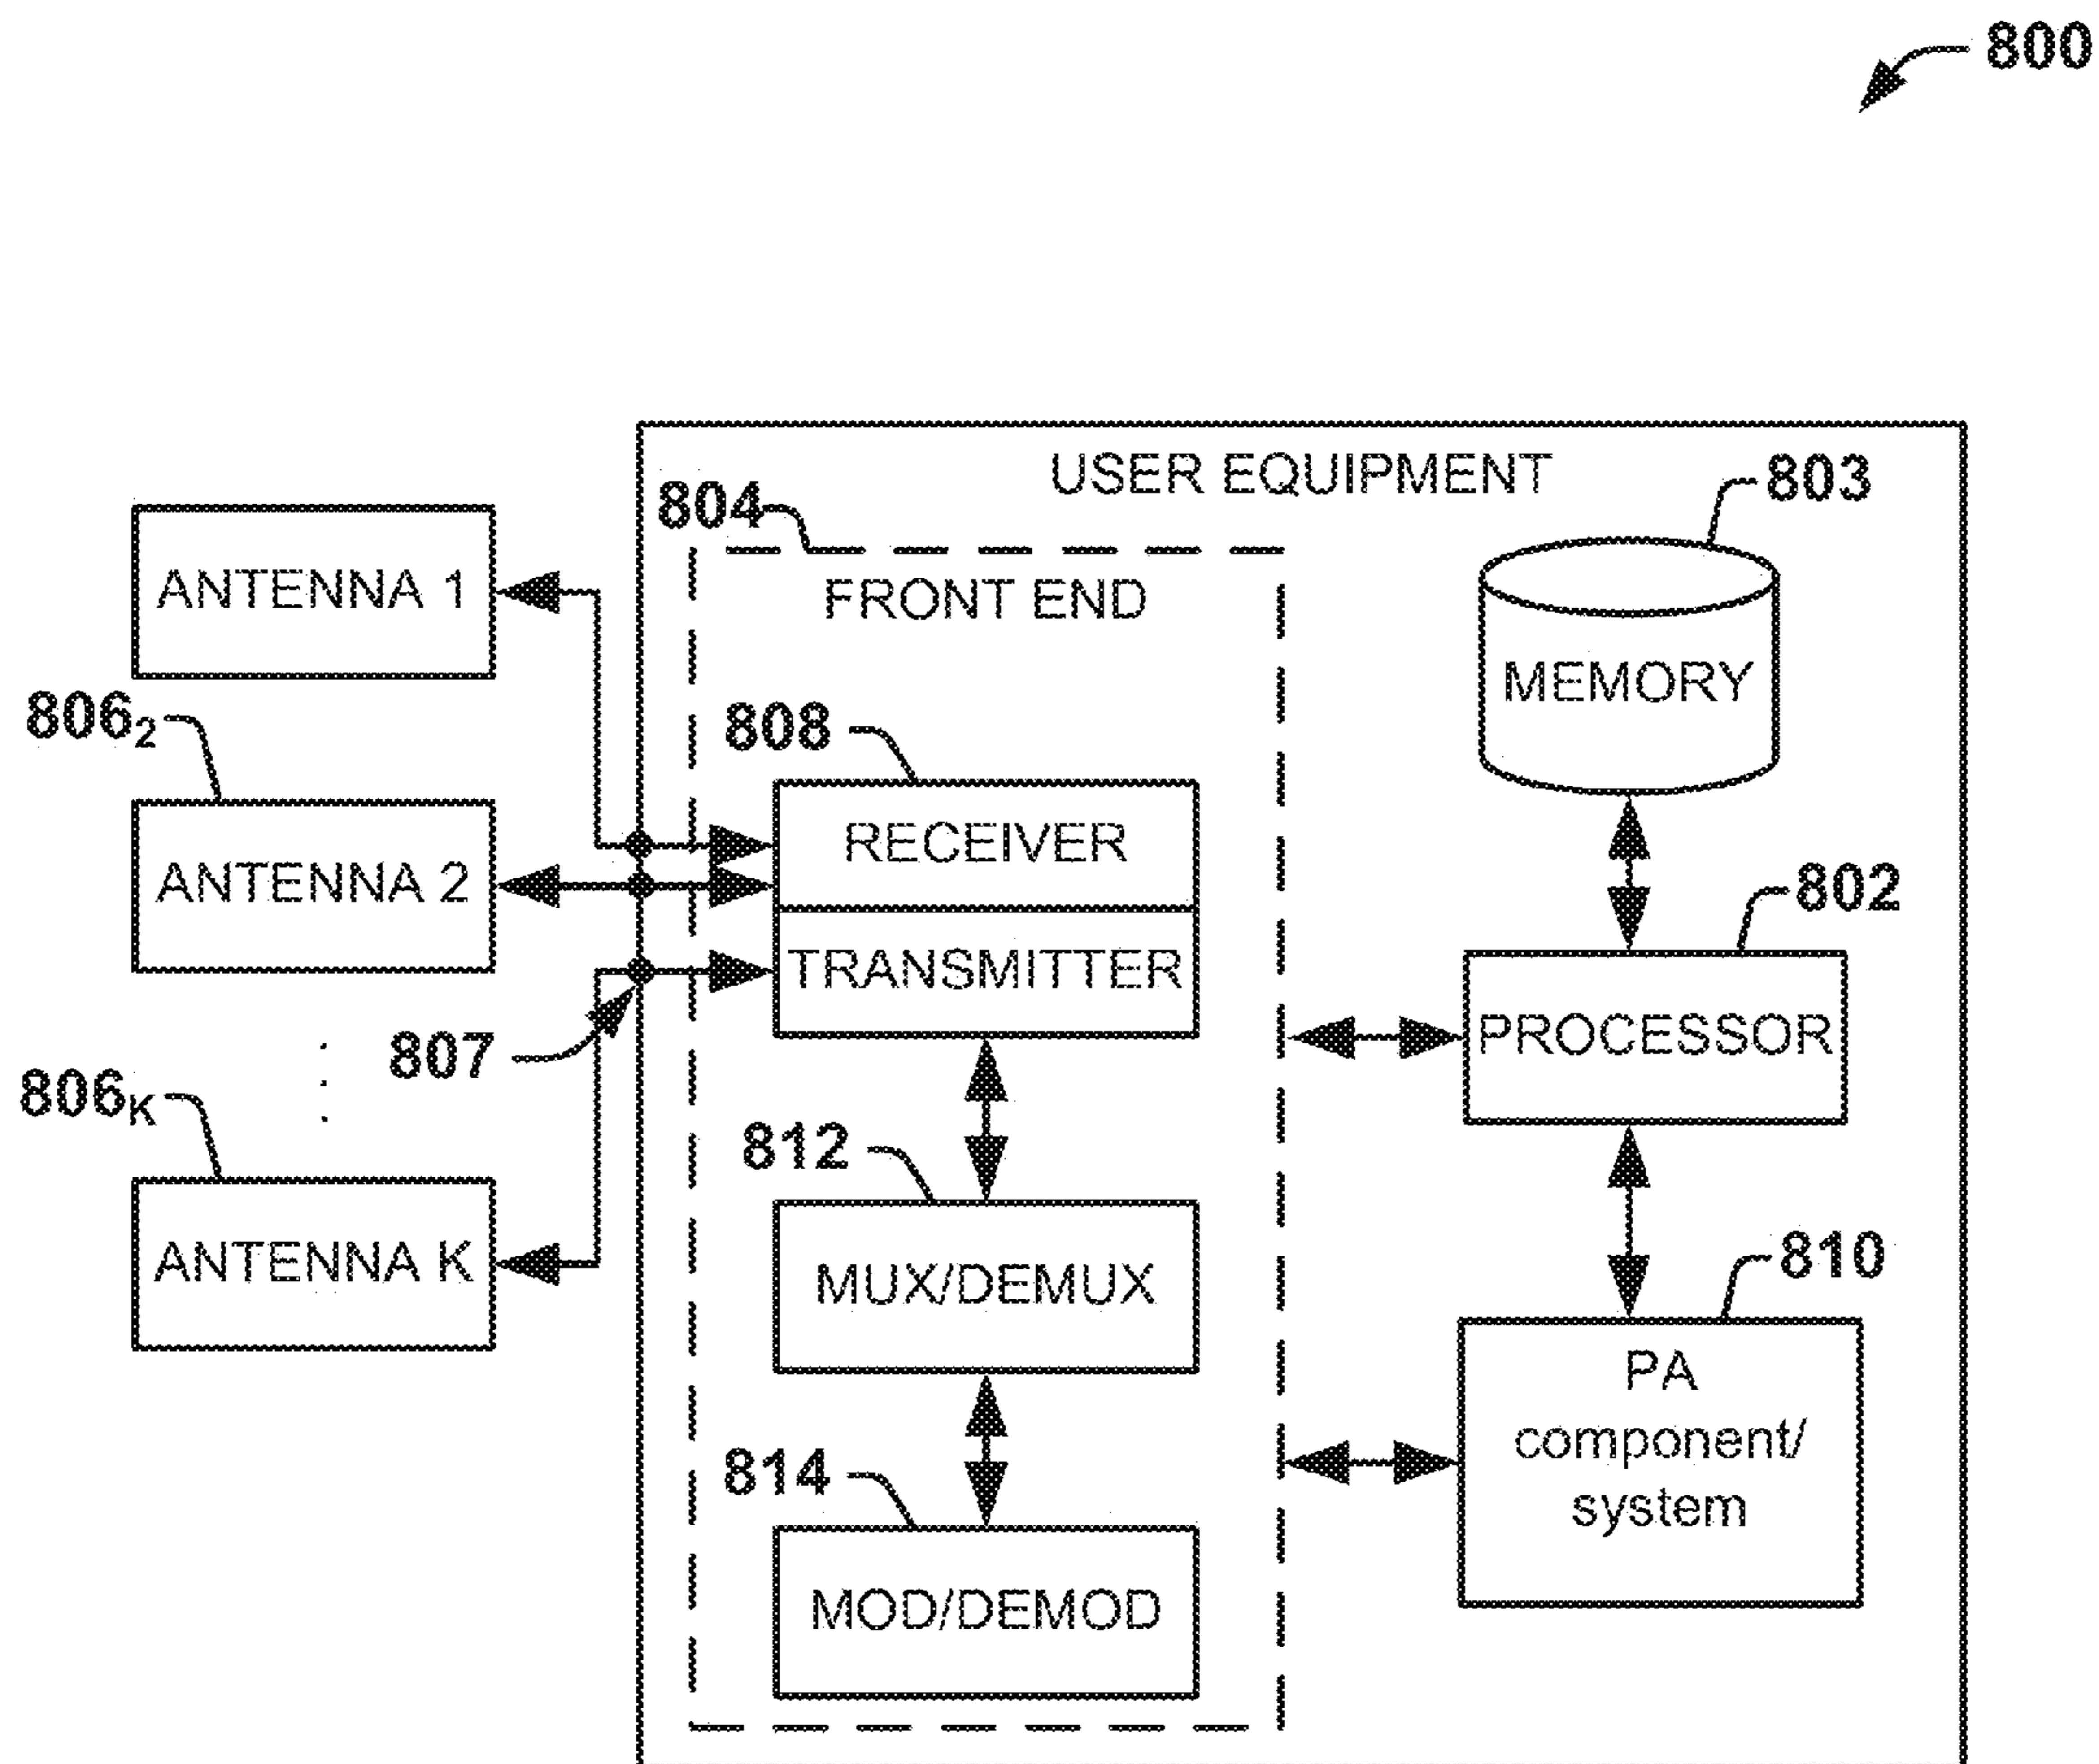 800
USER EQUIPMENT
803
804
FRONT END
ANTENNA 1
MEMORY
806₂
808
RECEIVER
ANTENNA 2
802
TRANSMITTER
PROCESSOR
807
806K
812
810
ANTENNA K
MUX/DEMUX
PA
component/
system
814
MOD/DEMOD